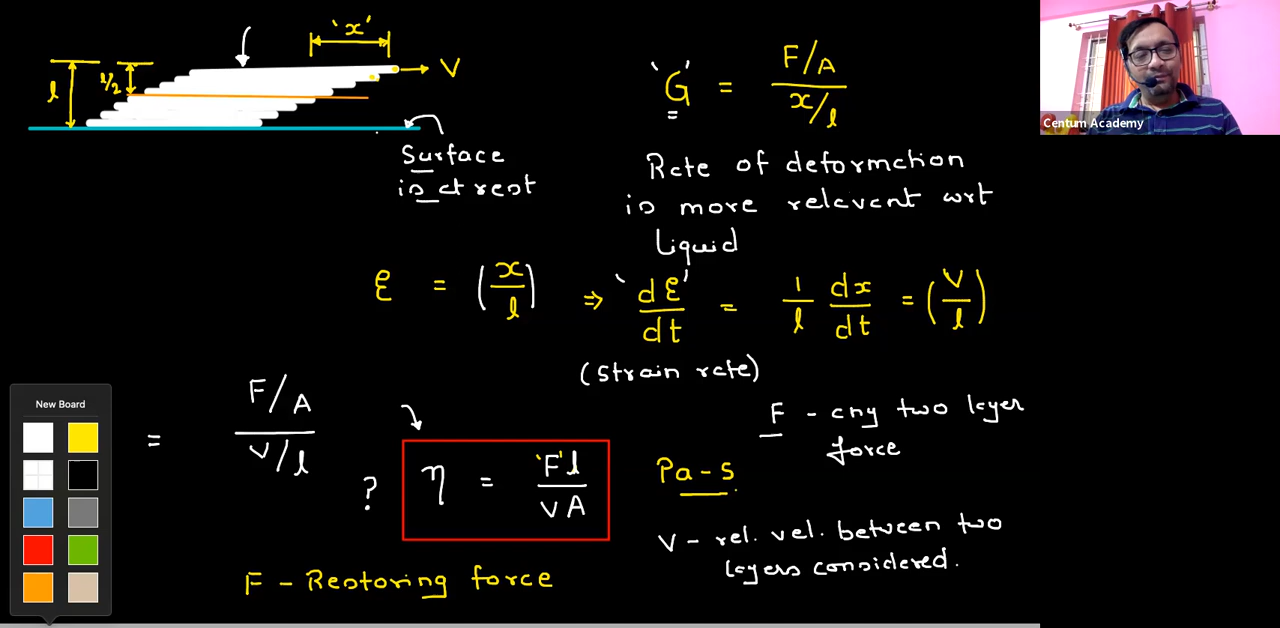 'x'
V
l
l/2
Surface
is at rest
'G' = F/A / x/l
Centum Academy
Rate of deformation
is more relevant wrt
liquid
ε = (x/l) ⇒ 'dε'/dt = 1/l dx/dt = (V/l)
(strain rate)
New Board
= F/A / V/l
? η = 'F'l / VA
F - any two layer
force
Pa-s
V - rel. vel. between two
layers considered.
F - Restoring force